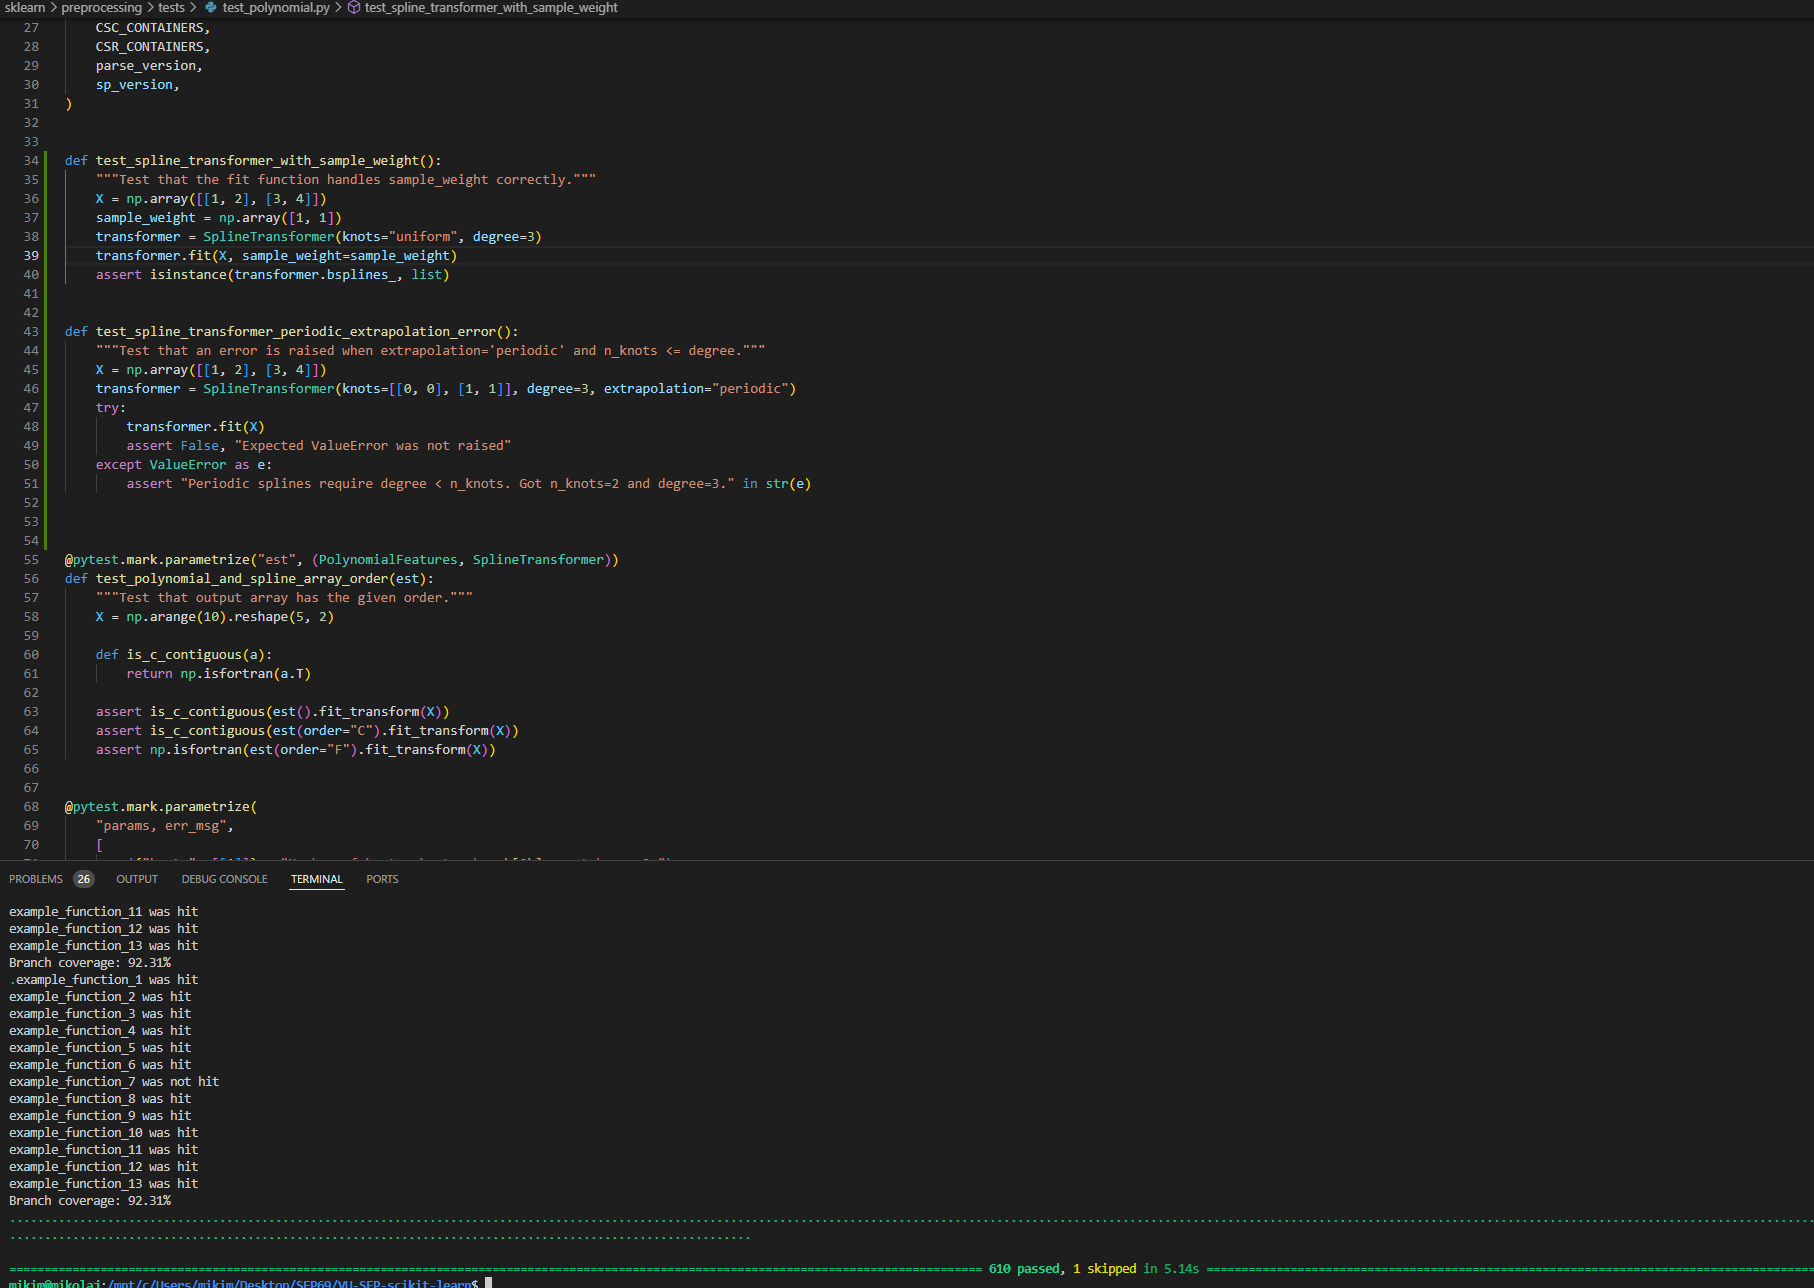 sklearn > preprocessing > tests > test_polynomial.py > test_spline_transformer_with_sample_weight
27     CSC_CONTAINERS,
28     CSR_CONTAINERS,
29     parse_version,
30     sp_version,
31 )
32
33
34 def test_spline_transformer_with_sample_weight():
35     """Test that the fit function handles sample_weight correctly."""
36     X = np.array([[1, 2], [3, 4]])
37     sample_weight = np.array([1, 1])
38     transformer = SplineTransformer(knots="uniform", degree=3)
39     transformer.fit(X, sample_weight=sample_weight)
40     assert isinstance(transformer.bsplines_, list)
41
42
43 def test_spline_transformer_periodic_extrapolation_error():
44     """Test that an error is raised when extrapolation='periodic' and n_knots <= degree."""
45     X = np.array([[1, 2], [3, 4]])
46     transformer = SplineTransformer(knots=[[0, 0], [1, 1]], degree=3, extrapolation="periodic")
47     try:
48         transformer.fit(X)
49         assert False, "Expected ValueError was not raised"
50     except ValueError as e:
51         assert "Periodic splines require degree < n_knots. Got n_knots=2 and degree=3." in str(e)
52
53
54
55 @pytest.mark.parametrize("est", (PolynomialFeatures, SplineTransformer))
56 def test_polynomial_and_spline_array_order(est):
57     """Test that output array has the given order."""
58     X = np.arange(10).reshape(5, 2)
59
60     def is_c_contiguous(a):
61         return np.isfortran(a.T)
62
63     assert is_c_contiguous(est().fit_transform(X))
64     assert is_c_contiguous(est(order="C").fit_transform(X))
65     assert np.isfortran(est(order="F").fit_transform(X))
66
67
68 @pytest.mark.parametrize(
69     "params, err_msg",
70     [
PROBLEMS 26 OUTPUT DEBUG CONSOLE TERMINAL PORTS
example_function_11 was hit
example_function_12 was hit
example_function_13 was hit
Branch coverage: 92.31%
.example_function_1 was hit
example_function_2 was hit
example_function_3 was hit
example_function_4 was hit
example_function_5 was hit
example_function_6 was hit
example_function_7 was not hit
example_function_8 was hit
example_function_9 was hit
example_function_10 was hit
example_function_11 was hit
example_function_12 was hit
example_function_13 was hit
Branch coverage: 92.31%
610 passed, 1 skipped in 5.14s
mikim@mikolaj:/mnt/c/Users/mikim/Desktop/SEP69/VU-SEP-scikit-learn$